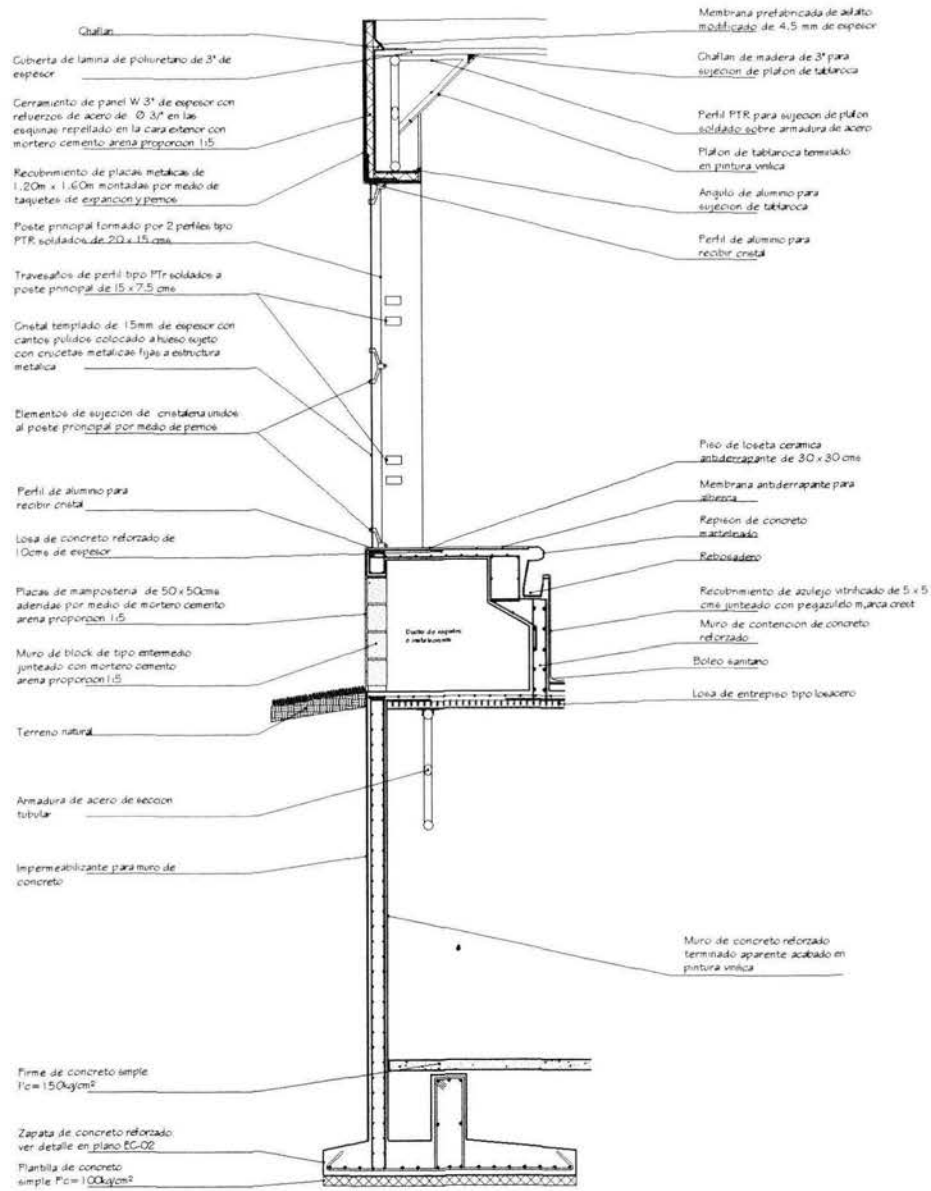 Chaflan
Cubierta de lamina de poliuretano de 3" de
espesor
Cerramiento de panel W 3" de espesor con
refuerzos de acero de Ø 3/" en las
esquinas repellado en la cara exterior con
mortero cemento arena proporcion 1:5
Recubrimiento de placas metalicas de
1.20m x 1.60m montadas por medio de
taquetes de expancion y pernos
Poste principal formado por 2 perfiles tipo
PTR soldados de 20 x 15 cms
Travesaños de perfil tipo PTr soldados a
poste principal de 15 x 7.5 cms
Cristal templado de 15mm de espesor con
cantos pulidos colocado a hueso sujeto
con crucetas metalicas fijas a estructura
metalica
Elementos de sujecion de cristaleria unidos
al poste proncipal por medio de pernos
Perfil de aluminio para
recibir cristal
Losa de concreto reforzado de
10cms de espesor
Placas de mamposteria de 50 x 50cms
aderidas por medio de mortero cemento
arena proporcion 1:5
Muro de block de tipo entermedio
junteado con mortero cemento
arena proporcion 1:5
Terreno natural
Armadura de acero de seccion
tubular
Impermeabilizante para muro de
concreto
Firme de concreto simple
f'c=150kg/cm²
Zapata de concreto reforzado
ver detalle en plano EC-02
Plantilla de concreto
simple f'c=100kg/cm²
Ducto de
Membrana prefabricada de asfalto
modificado de 4.5 mm de espesor
Chaflan de madera de 3" para
sujecion de plafon de tablaroca
Perfil PTR para sujecion de plafon
soldado sobre armadura de acero
Plafon de tablaroca terminado
en pintura vinilica
Angulo de aluminio para
sujecion de tablaroca
Perfil de aluminio para
recibir cristal
Piso de loseta ceramica
antiderrapante de 30 x 30 cms
Membrana antiderrapante para
alberca
Repison de concreto
martelinado
Rebosadero
Recubrimiento de azulejo vitrificado de 5 x 5
cms junteado con pegazulelo m,arca crest
Muro de contencion de concreto
reforzado
Boleo sanitario
Losa de entrepiso tipo losacero
Muro de concreto reforzado
terminado aparente acabado en
pintura vinilica